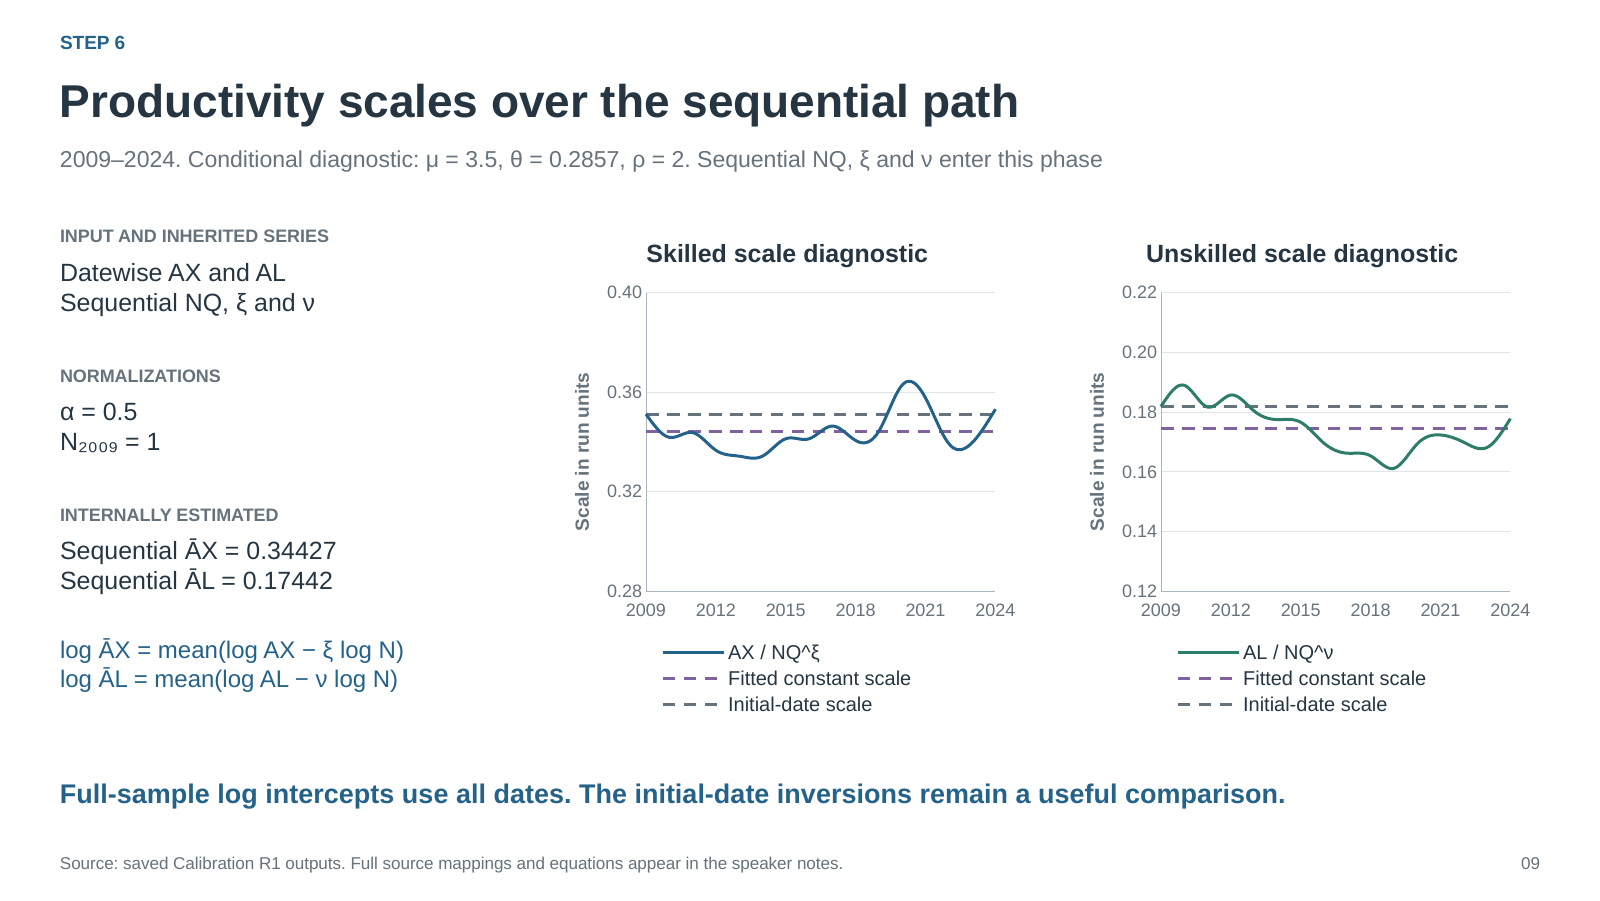 STEP 6
Productivity scales over the sequential path
2009–2024. Conditional diagnostic: μ = 3.5, θ = 0.2857, ρ = 2. Sequential NQ, ξ and ν enter this phase
INPUT AND INHERITED SERIES
Datewise AX and AL
Sequential NQ, ξ and ν
NORMALIZATIONS
α = 0.5
N₂₀₀₉ = 1
INTERNALLY ESTIMATED
Sequential ĀX = 0.34427
Sequential ĀL = 0.17442
log ĀX = mean(log AX − ξ log N)
log ĀL = mean(log AL − ν log N)
Skilled scale diagnostic
Scale in run units
0.40
0.36
0.32
0.28
2009 2012 2015 2018 2021 2024
AX / NQ^ξ
Fitted constant scale
Initial-date scale
Unskilled scale diagnostic
Scale in run units
0.22
0.20
0.18
0.16
0.14
0.12
2009 2012 2015 2018 2021 2024
AL / NQ^ν
Fitted constant scale
Initial-date scale
Full-sample log intercepts use all dates. The initial-date inversions remain a useful comparison.
Source: saved Calibration R1 outputs. Full source mappings and equations appear in the speaker notes.
09